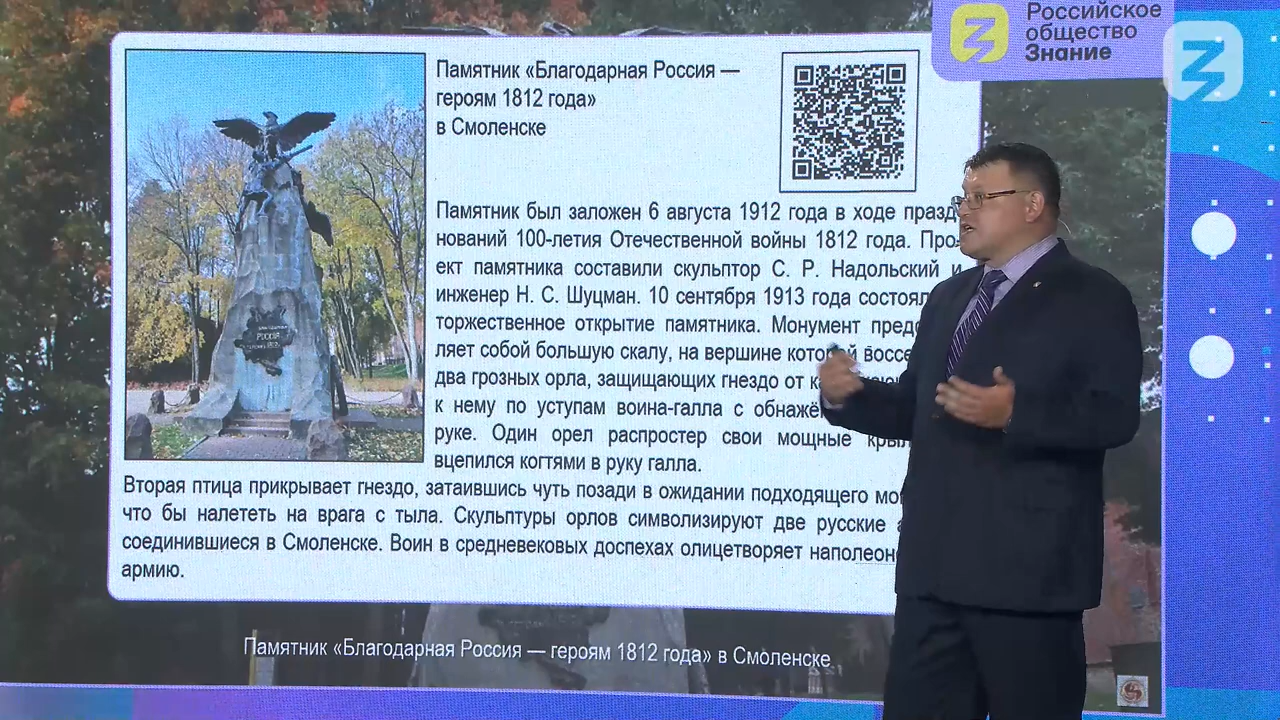 Российское
общество
Знание
Памятник «Благодарная Россия —
героям 1812 года»
в Смоленске
Памятник был заложен 6 августа 1912 года в ходе празд
нований 100-летия Отечественной войны 1812 года. Про-
ект памятника составили скульптор С. Р. Надольский и
инженер Н. С. Шуцман. 10 сентября 1913 года состоял
торжественное открытие памятника. Монумент предс
ляет собой большую скалу, на вершине которой воссе
два грозных орла, защищающих гнездо от
к нему по уступам воина-галла с обнажё
руке. Один орел распростер свои мощные крыл
вцепился когтями в руку галла.
Вторая птица прикрывает гнездо, затаившись чуть позади в ожидании подходящего мо
что бы налететь на врага с тыла. Скульптуры орлов символизируют две русские а
соединившиеся в Смоленске. Воин в средневековых доспехах олицетворяет наполеон
армию.
Памятник «Благодарная Россия — героям 1812 года» в Смоленске